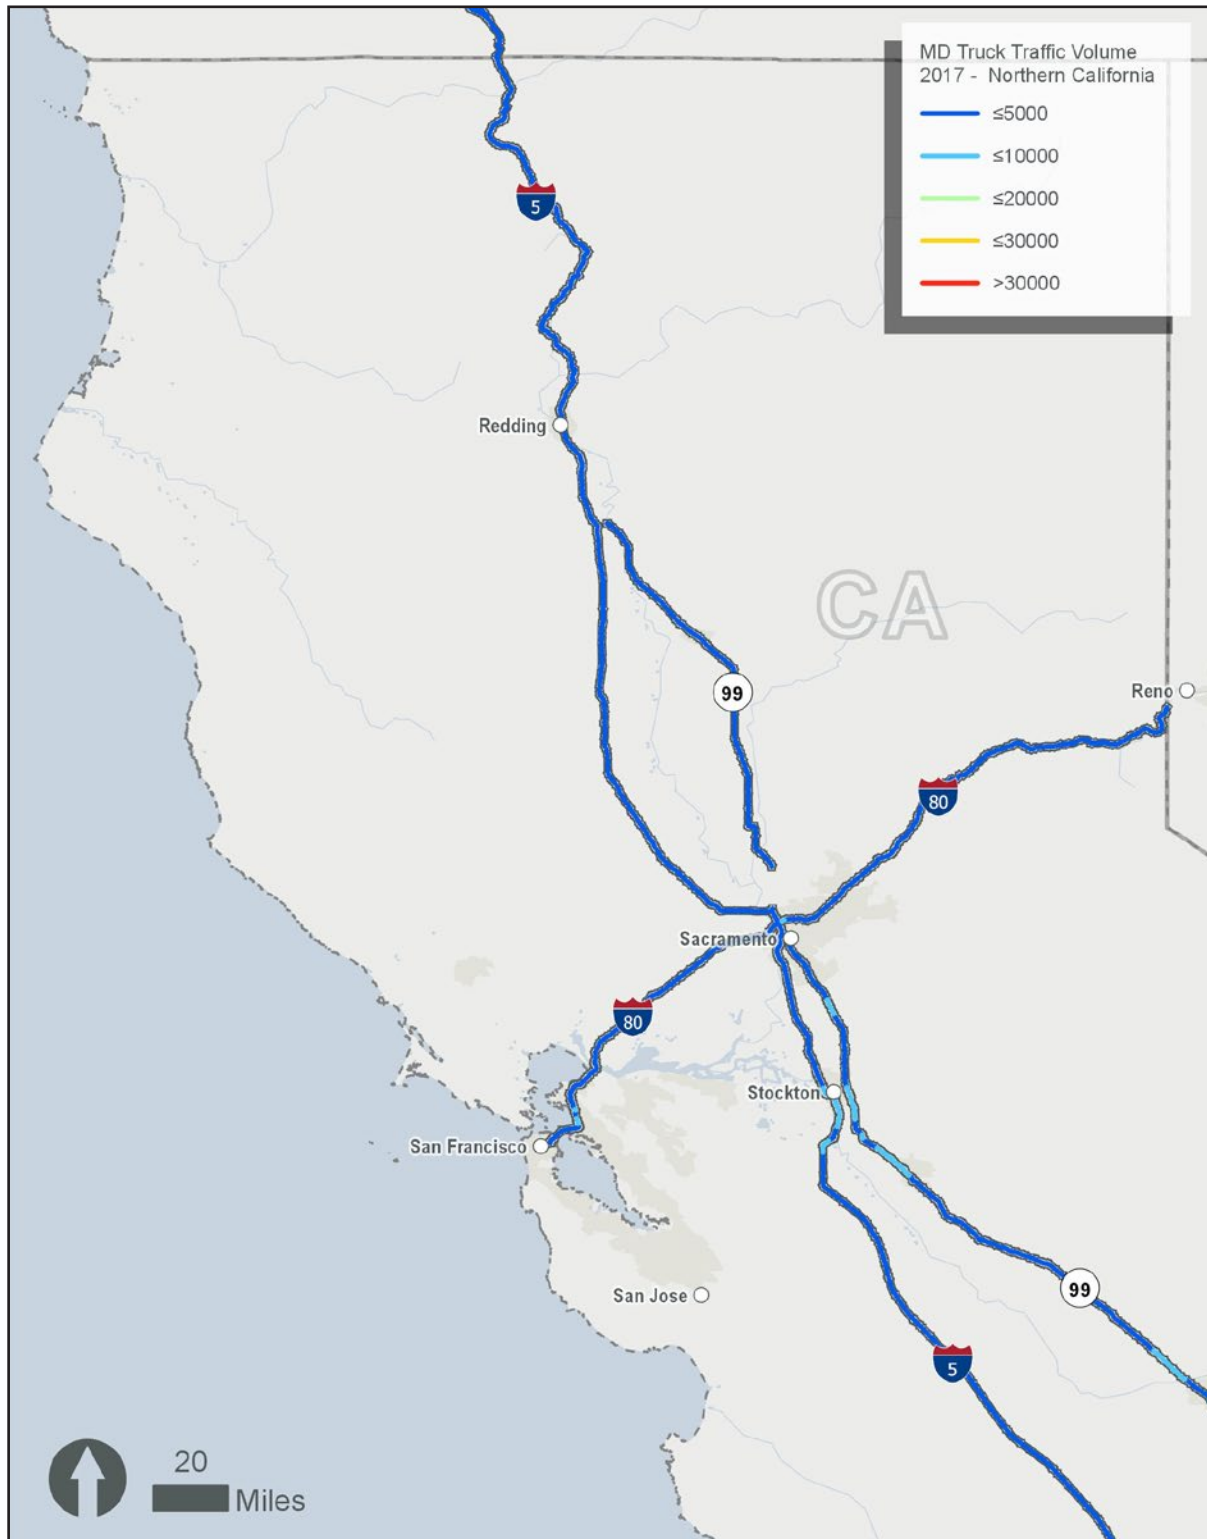 MD Truck Traffic Volume
2017 - Northern California
≤5000
≤10000
≤20000
≤30000
>30000
5
Redding
CA
99
Reno
80
Sacramento
80
Stockton
San Francisco
99
San Jose
5
20
Miles